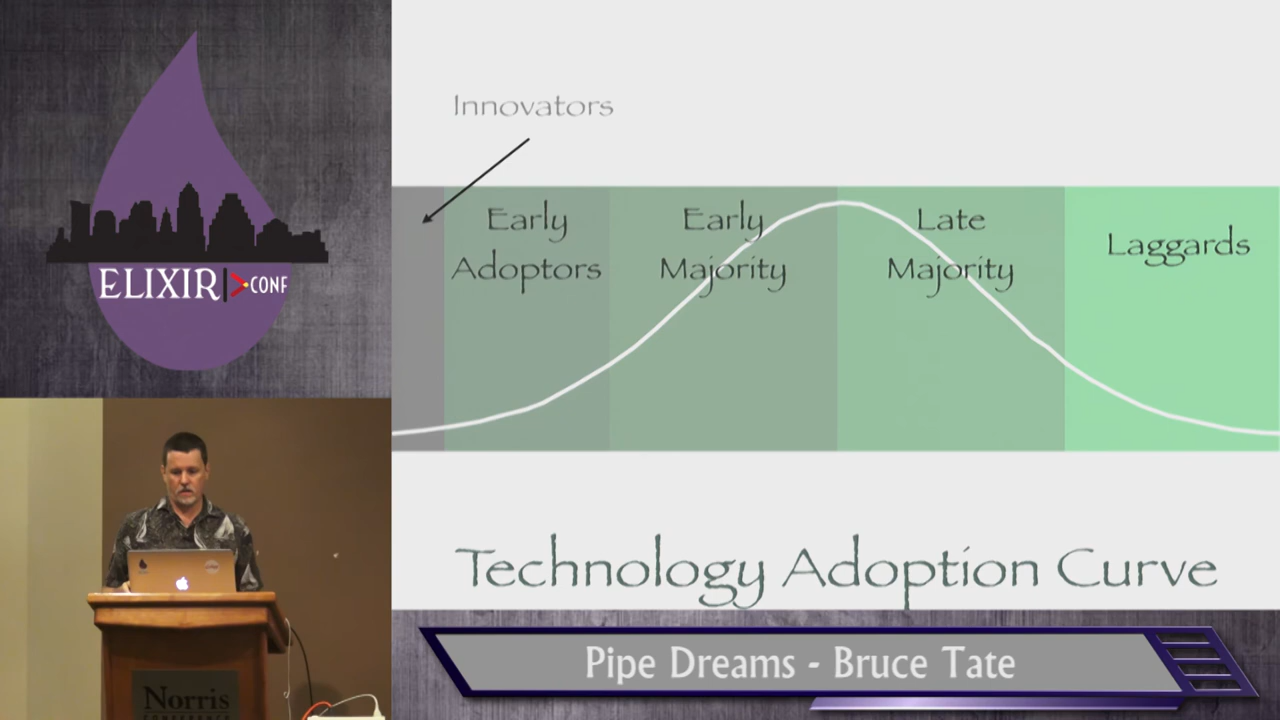 ELIXIR
CONF
Innovators
Early
Adoptors
Early
Majority
Late
Majority
Laggards
Technology Adoption Curve
Pipe Dreams - Bruce Tate
Norris